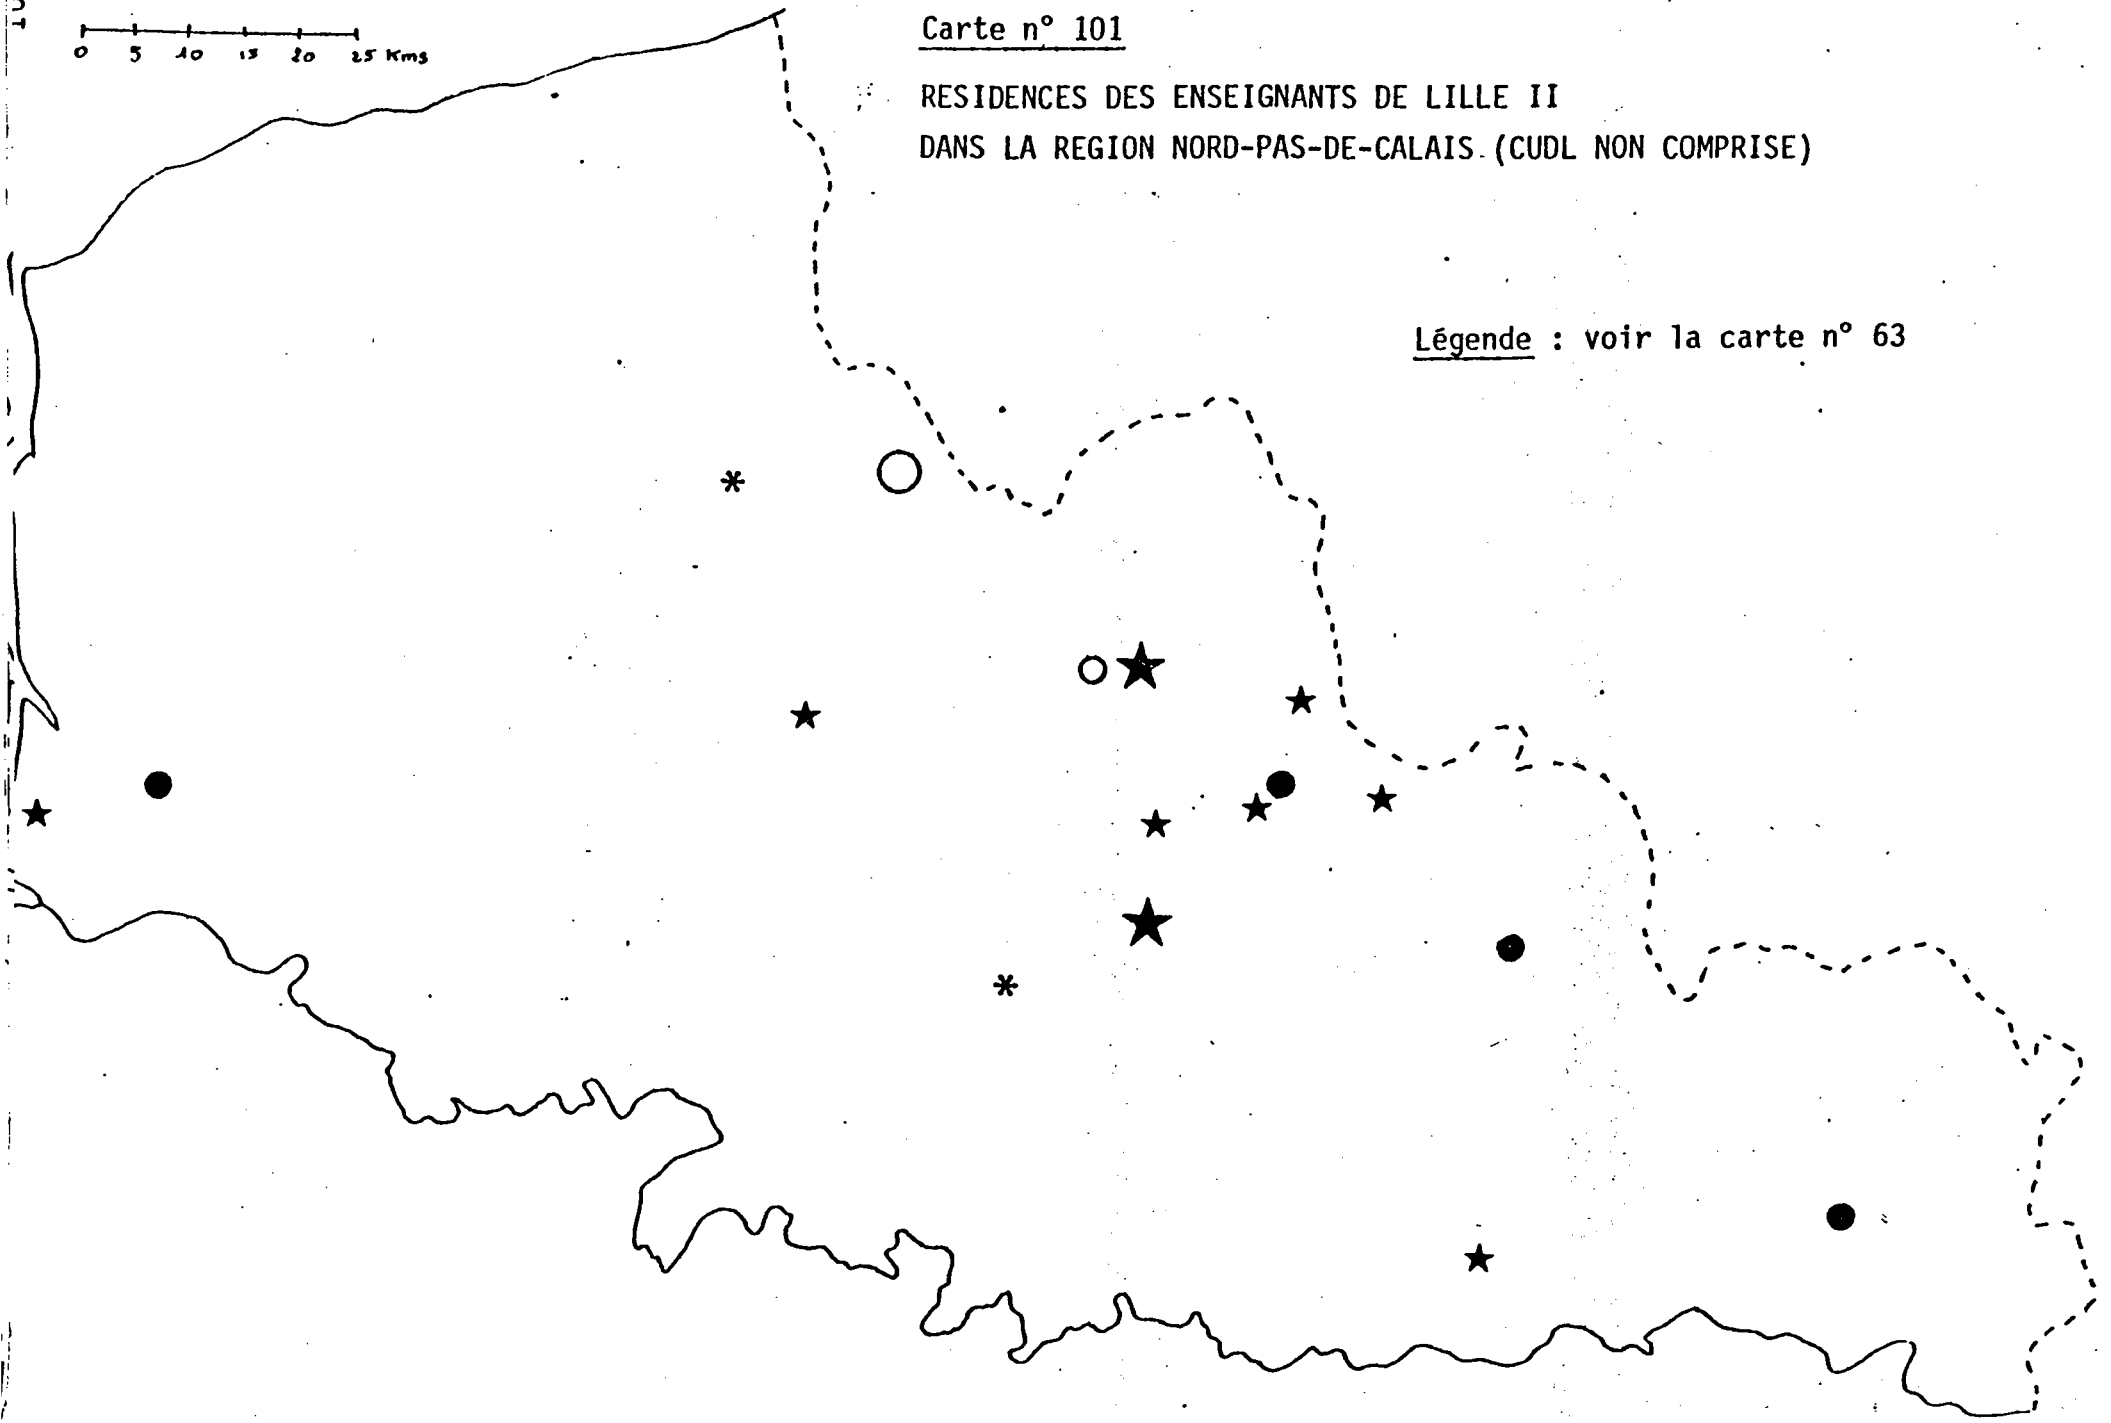 0 5 10 15 20 25 Kms
Carte n° 101
RESIDENCES DES ENSEIGNANTS DE LILLE II
DANS LA REGION NORD-PAS-DE-CALAIS (CUDL NON COMPRISE)
Légende : voir la carte n° 63